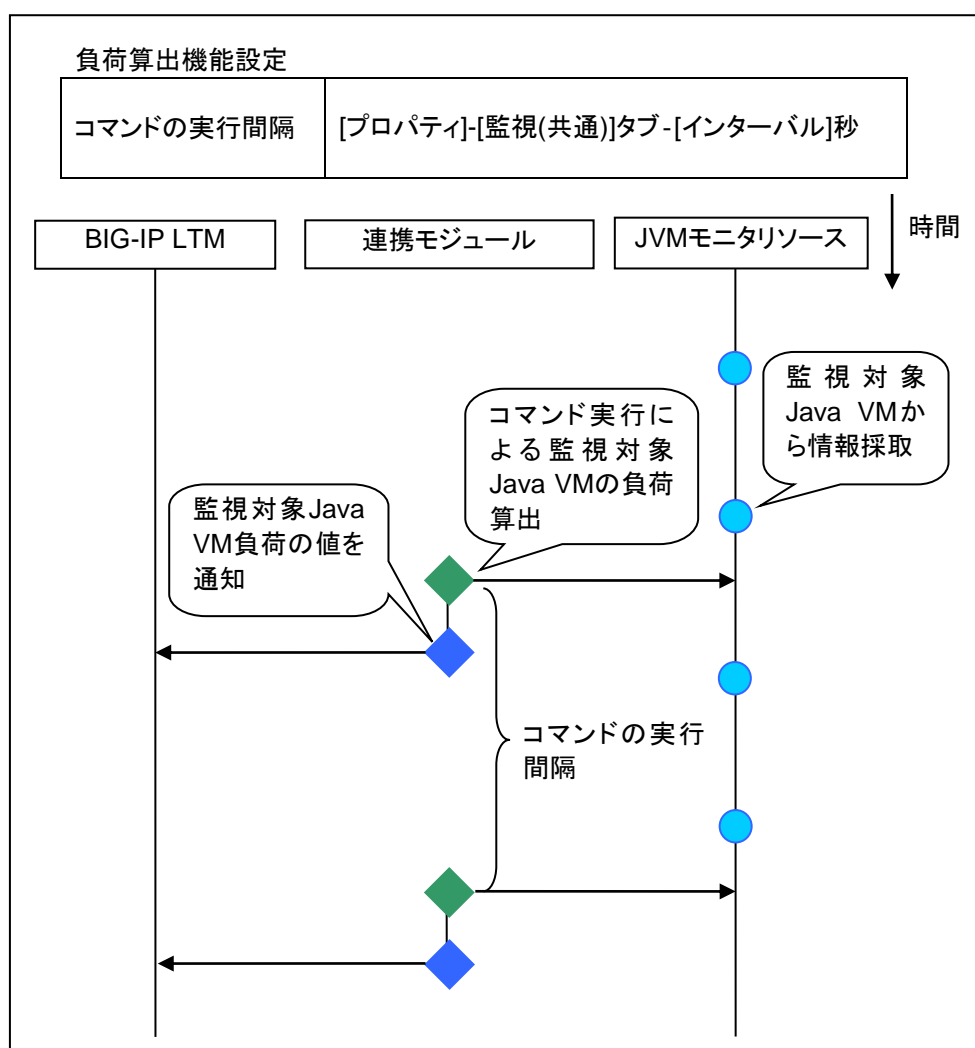 負荷算出機能設定
コマンドの実行間隔
[プロパティ]-[監視(共通)]タブ-[インターバル]秒
時間
BIG-IP LTM
連携モジュール
JVMモニタリソース
監視対象
Java VMか
ら情報採取
コマンド実行に
よる監視対象
Java VMの負荷
算出
監視対象Java
VM負荷の値を
通知
コマンドの実行
間隔